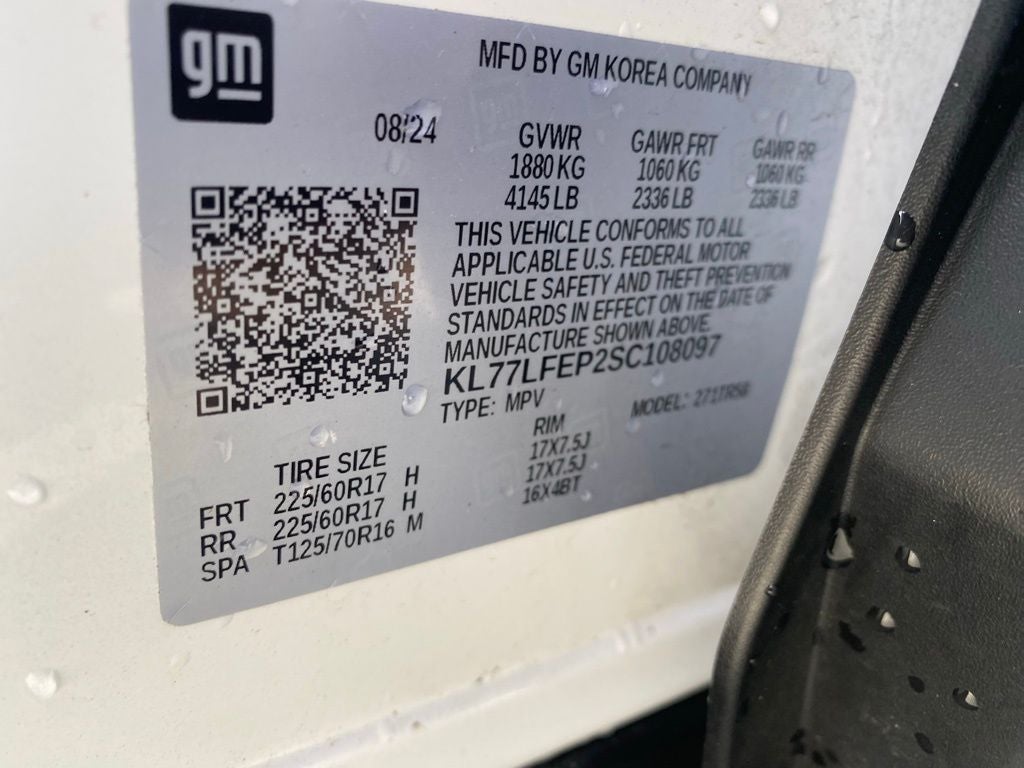 gm
MFD BY GM KOREA COMPANY
08/24
GVWR GAWR FRT GAWR RR
1880 KG 1060 KG 1060 KG
4145 LB 2336 LB 2336 LB
THIS VEHICLE CONFORMS TO ALL
APPLICABLE U.S. FEDERAL MOTOR
VEHICLE SAFETY AND THEFT PREVENTION
STANDARDS IN EFFECT ON THE DATE OF
MANUFACTURE SHOWN ABOVE.
KL77LFEP2SC108097
TYPE: MPV MODEL:
TIRE SIZE RIM
FRT 225/60R17 H 17X7.5J
RR 225/60R17 H 17X7.5J
SPA T125/70R16 M 16X4BT